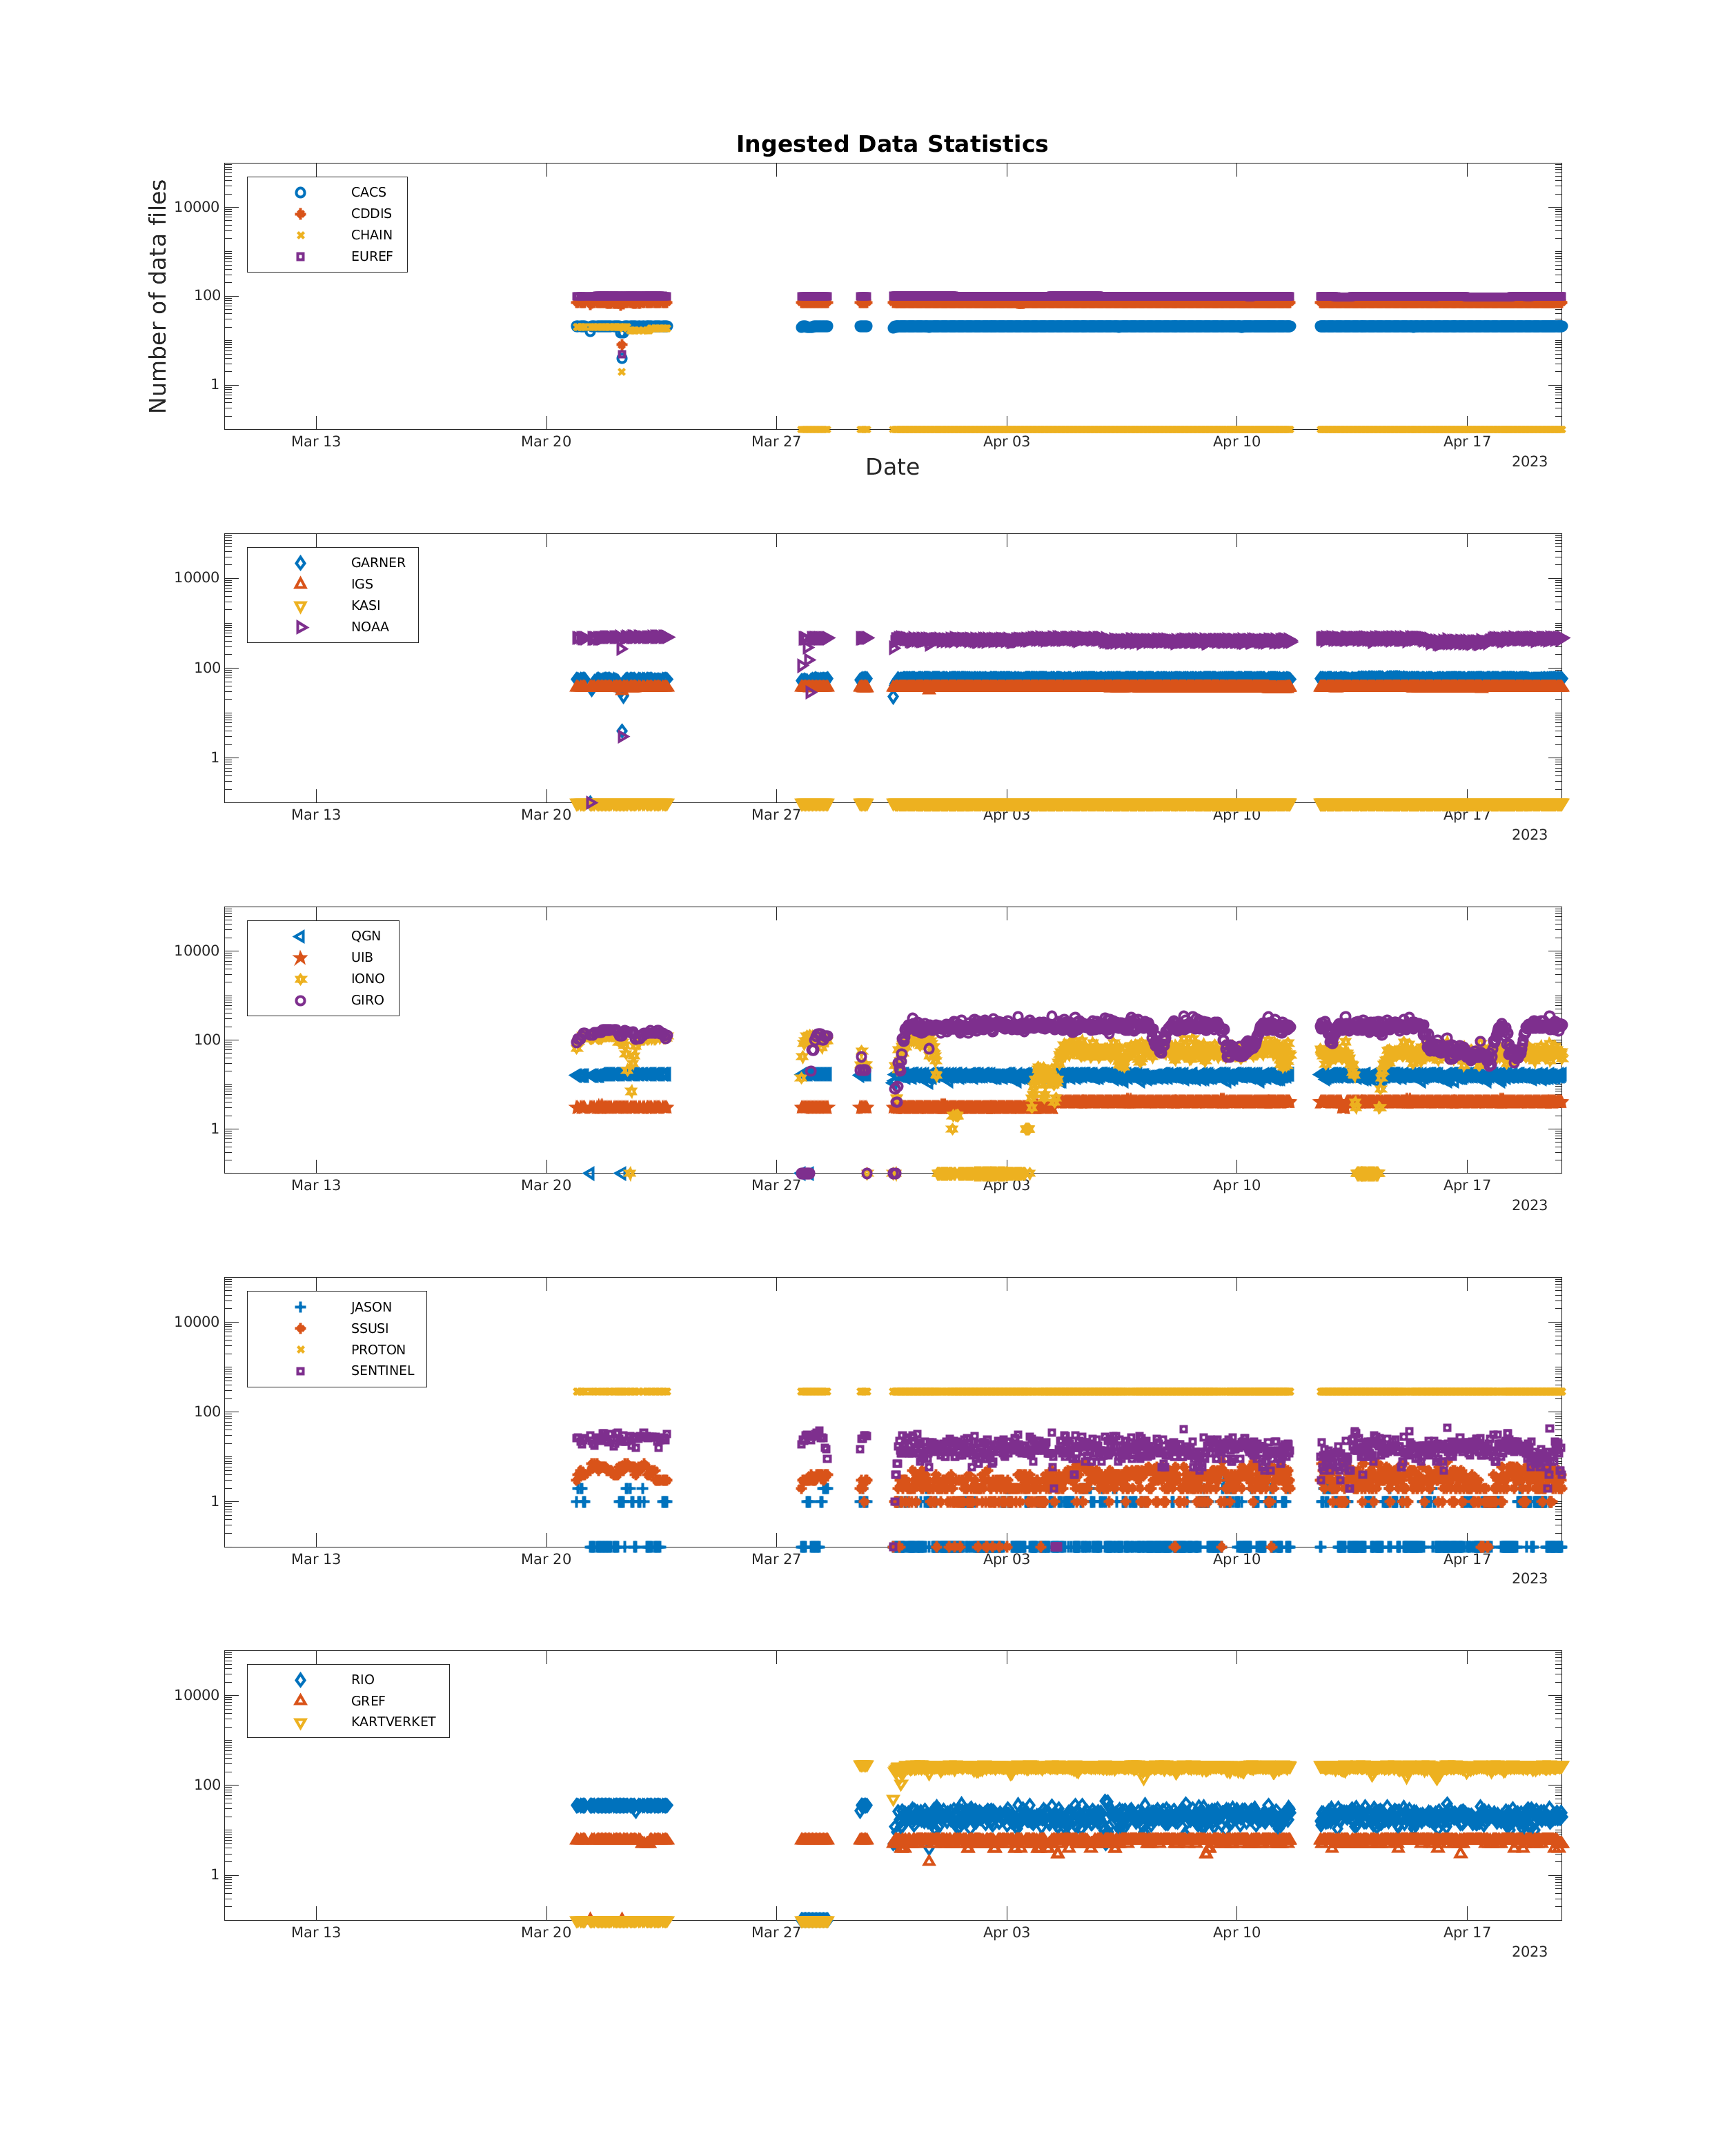 Ingested Data Statistics
Number of data files
10000
100
1
CACS
CDDIS
CHAIN
EUREF
Mar 13 Mar 20 Mar 27 Apr 03 Apr 10 Apr 17
2023
Date
10000
100
1
GARNER
IGS
KASI
NOAA
Mar 13 Mar 20 Mar 27 Apr 03 Apr 10 Apr 17
2023
10000
100
1
QGN
UIB
IONO
GIRO
Mar 13 Mar 20 Mar 27 Apr 03 Apr 10 Apr 17
2023
10000
100
1
JASON
SSUSI
PROTON
SENTINEL
Mar 13 Mar 20 Mar 27 Apr 03 Apr 10 Apr 17
2023
10000
100
1
RIO
GREF
KARTVERKET
Mar 13 Mar 20 Mar 27 Apr 03 Apr 10 Apr 17
2023